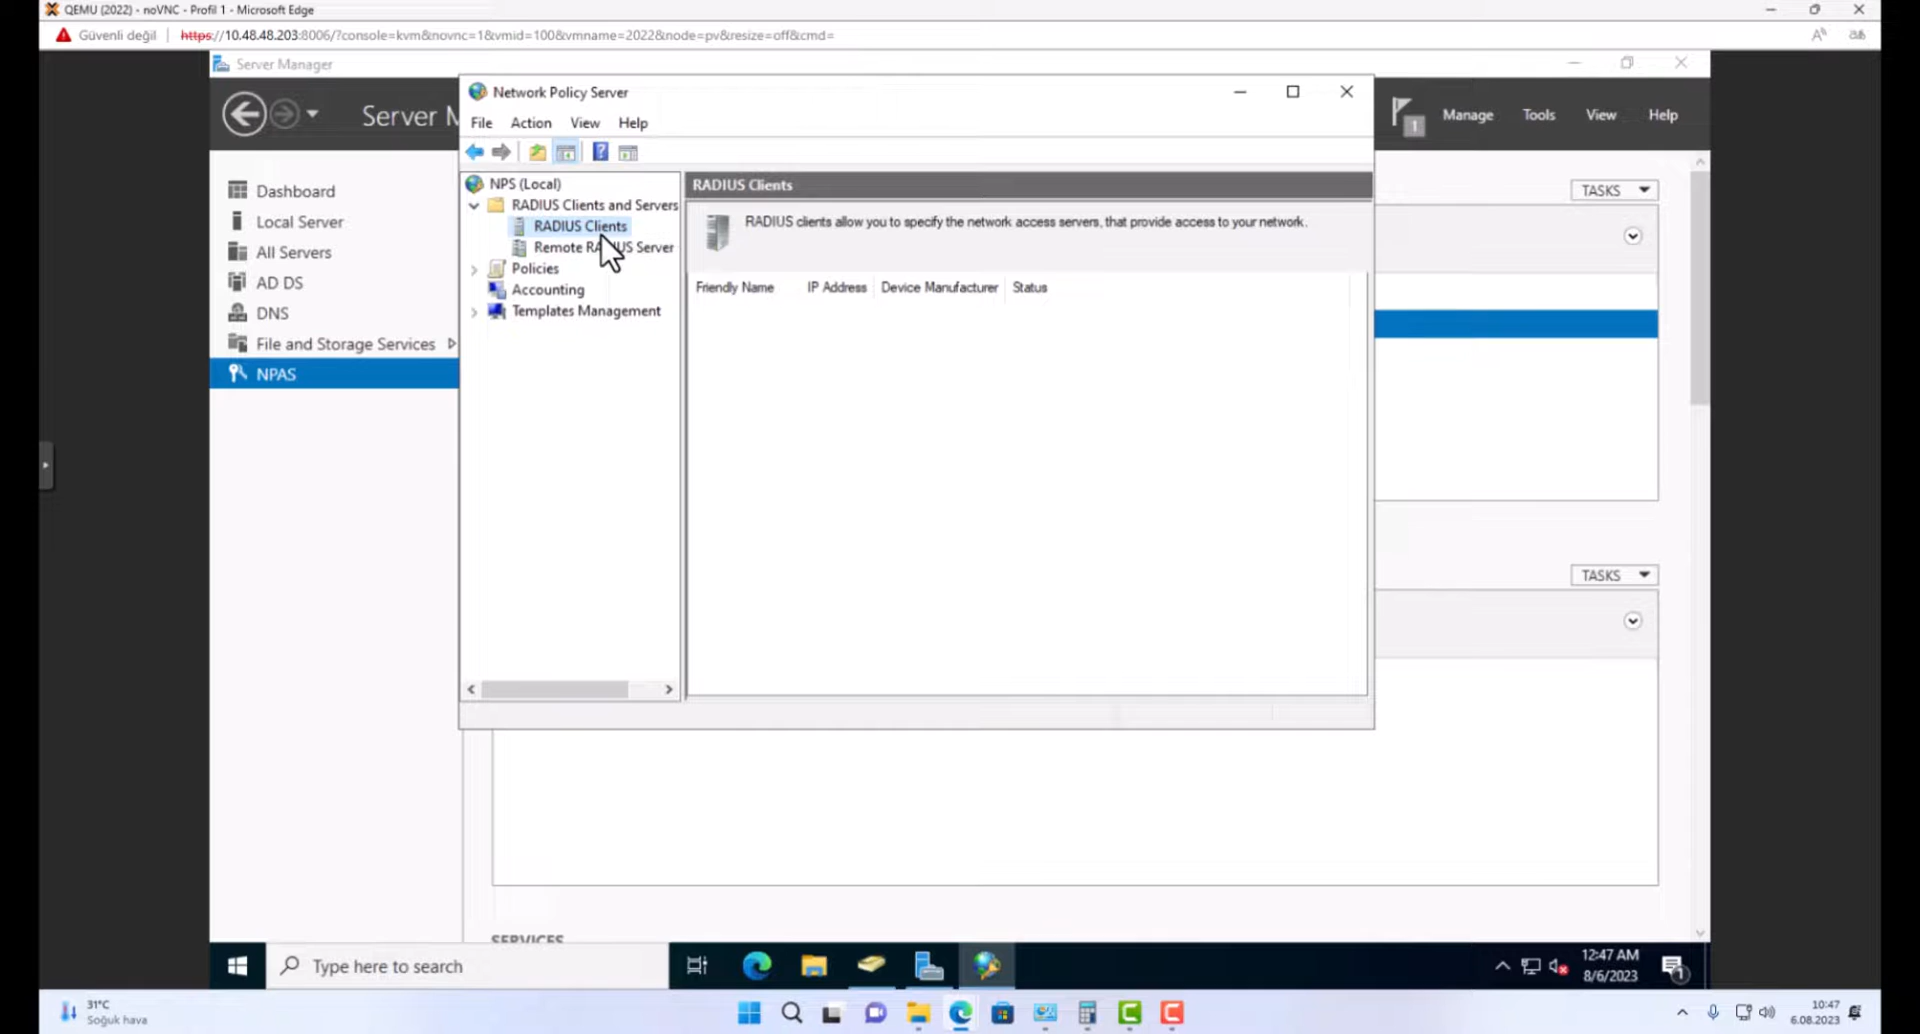 QEMU (2022) - noVNC - Profil 1 - Microsoft Edge
Güvenli değil | https://10.48.48.203:8006/?console=kvm&novnc=1&vmid=100&vmname=2022&node=pv&resize=off&cmd=
Server Manager
Server M
Manage Tools View Help
1
Network Policy Server
File Action View Help
NPS (Local)
RADIUS Clients and Servers
RADIUS Clients
Remote RADIUS Server
Policies
Accounting
Templates Management
RADIUS Clients
RADIUS clients allow you to specify the network access servers, that provide access to your network.
Friendly Name IP Address Device Manufacturer Status
Dashboard
Local Server
All Servers
AD DS
DNS
File and Storage Services
NPAS
TASKS
TASKS
SERVICES
Type here to search
12:47 AM
8/6/2023
1
31°C
Soğuk hava
10:47
6.08.2023